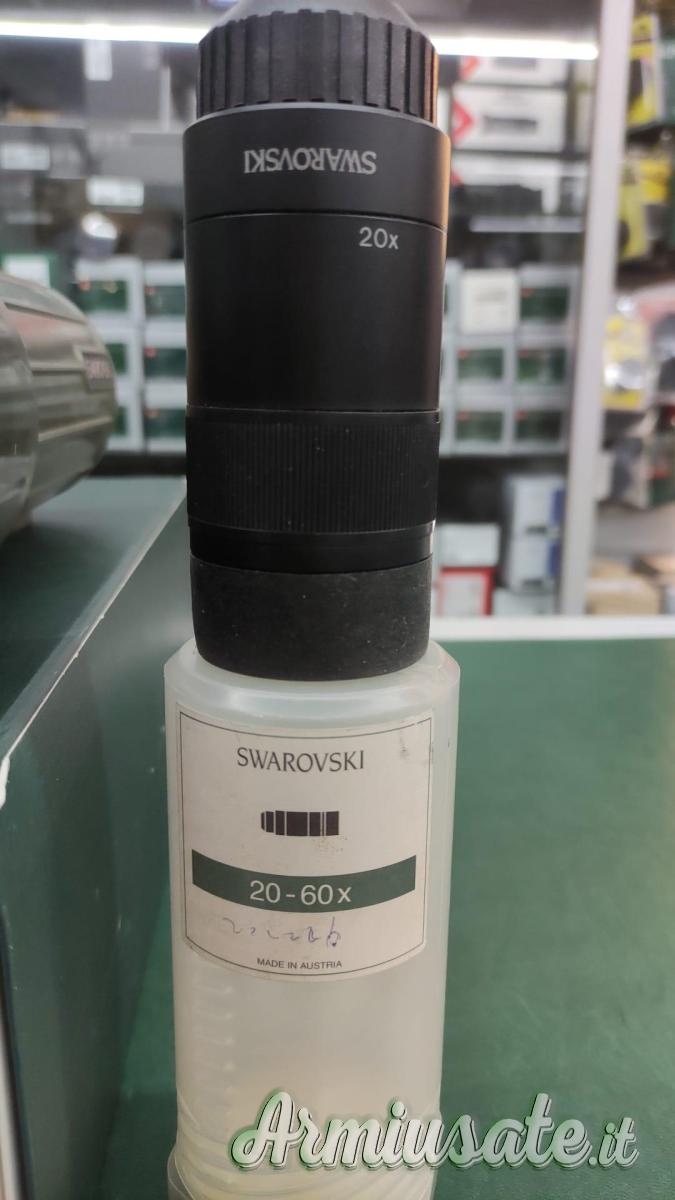 SWAROVSKI
20x
SWAROVSKI
20-60x
MADE IN AUSTRIA
Armiusate.it